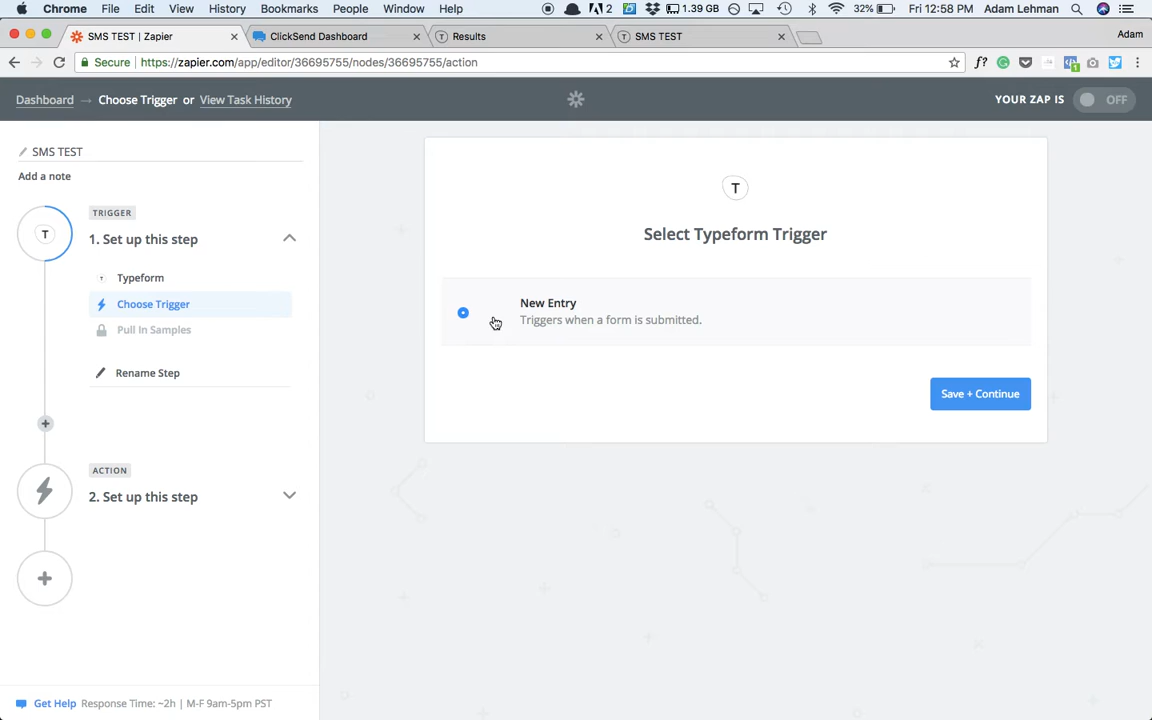 Chrome File Edit View History Bookmarks People Window Help 2 1.39 GB 32% Fri 12:58 PM Adam Lehman
SMS TEST | Zapier ClickSend Dashboard T Results T SMS TEST Adam
Secure https://zapier.com/app/editor/36695755/nodes/36695755/action f?
Dashboard → Choose Trigger or View Task History YOUR ZAP IS OFF
SMS TEST
Add a note
T
TRIGGER
1. Set up this step
T Typeform
Choose Trigger
Pull In Samples
Rename Step
+
ACTION
2. Set up this step
+
Get Help Response Time: ~2h | M-F 9am-5pm PST
T
Select Typeform Trigger
New Entry
Triggers when a form is submitted.
Save + Continue